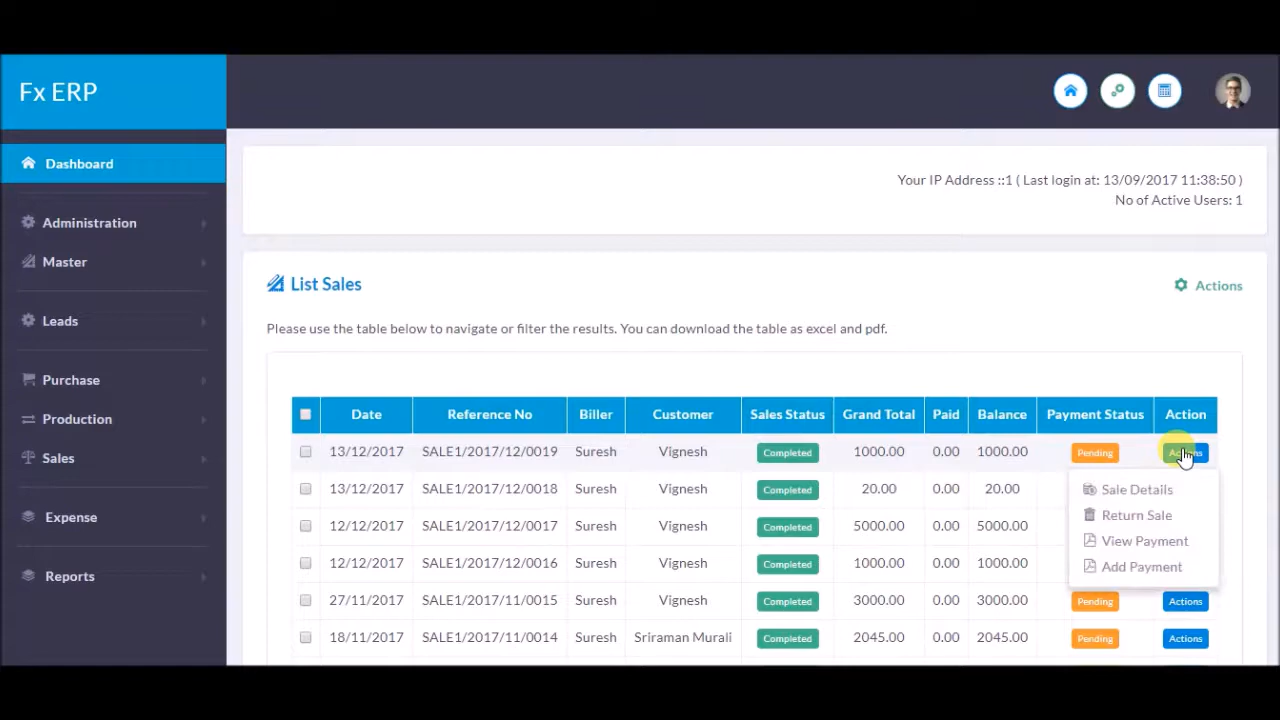 Fx ERP
Your IP Address ::1 ( Last login at: 13/09/2017 11:38:50 )
No of Active Users: 1
Dashboard
Administration
Master
Leads
Purchase
Production
Sales
Expense
Reports
List Sales
Actions
Please use the table below to navigate or filter the results. You can download the table as excel and pdf.
Date Reference No Biller Customer Sales Status Grand Total Paid Balance Payment Status Action
13/12/2017 SALE1/2017/12/0019 Suresh Vignesh Completed 1000.00 0.00 1000.00 Pending Actions
13/12/2017 SALE1/2017/12/0018 Suresh Vignesh Completed 20.00 0.00 20.00
12/12/2017 SALE1/2017/12/0017 Suresh Vignesh Completed 5000.00 0.00 5000.00
12/12/2017 SALE1/2017/12/0016 Suresh Vignesh Completed 1000.00 0.00 1000.00
27/11/2017 SALE1/2017/11/0015 Suresh Vignesh Completed 3000.00 0.00 3000.00 Pending Actions
18/11/2017 SALE1/2017/11/0014 Suresh Sriraman Murali Completed 2045.00 0.00 2045.00 Pending Actions
Sale Details
Return Sale
View Payment
Add Payment